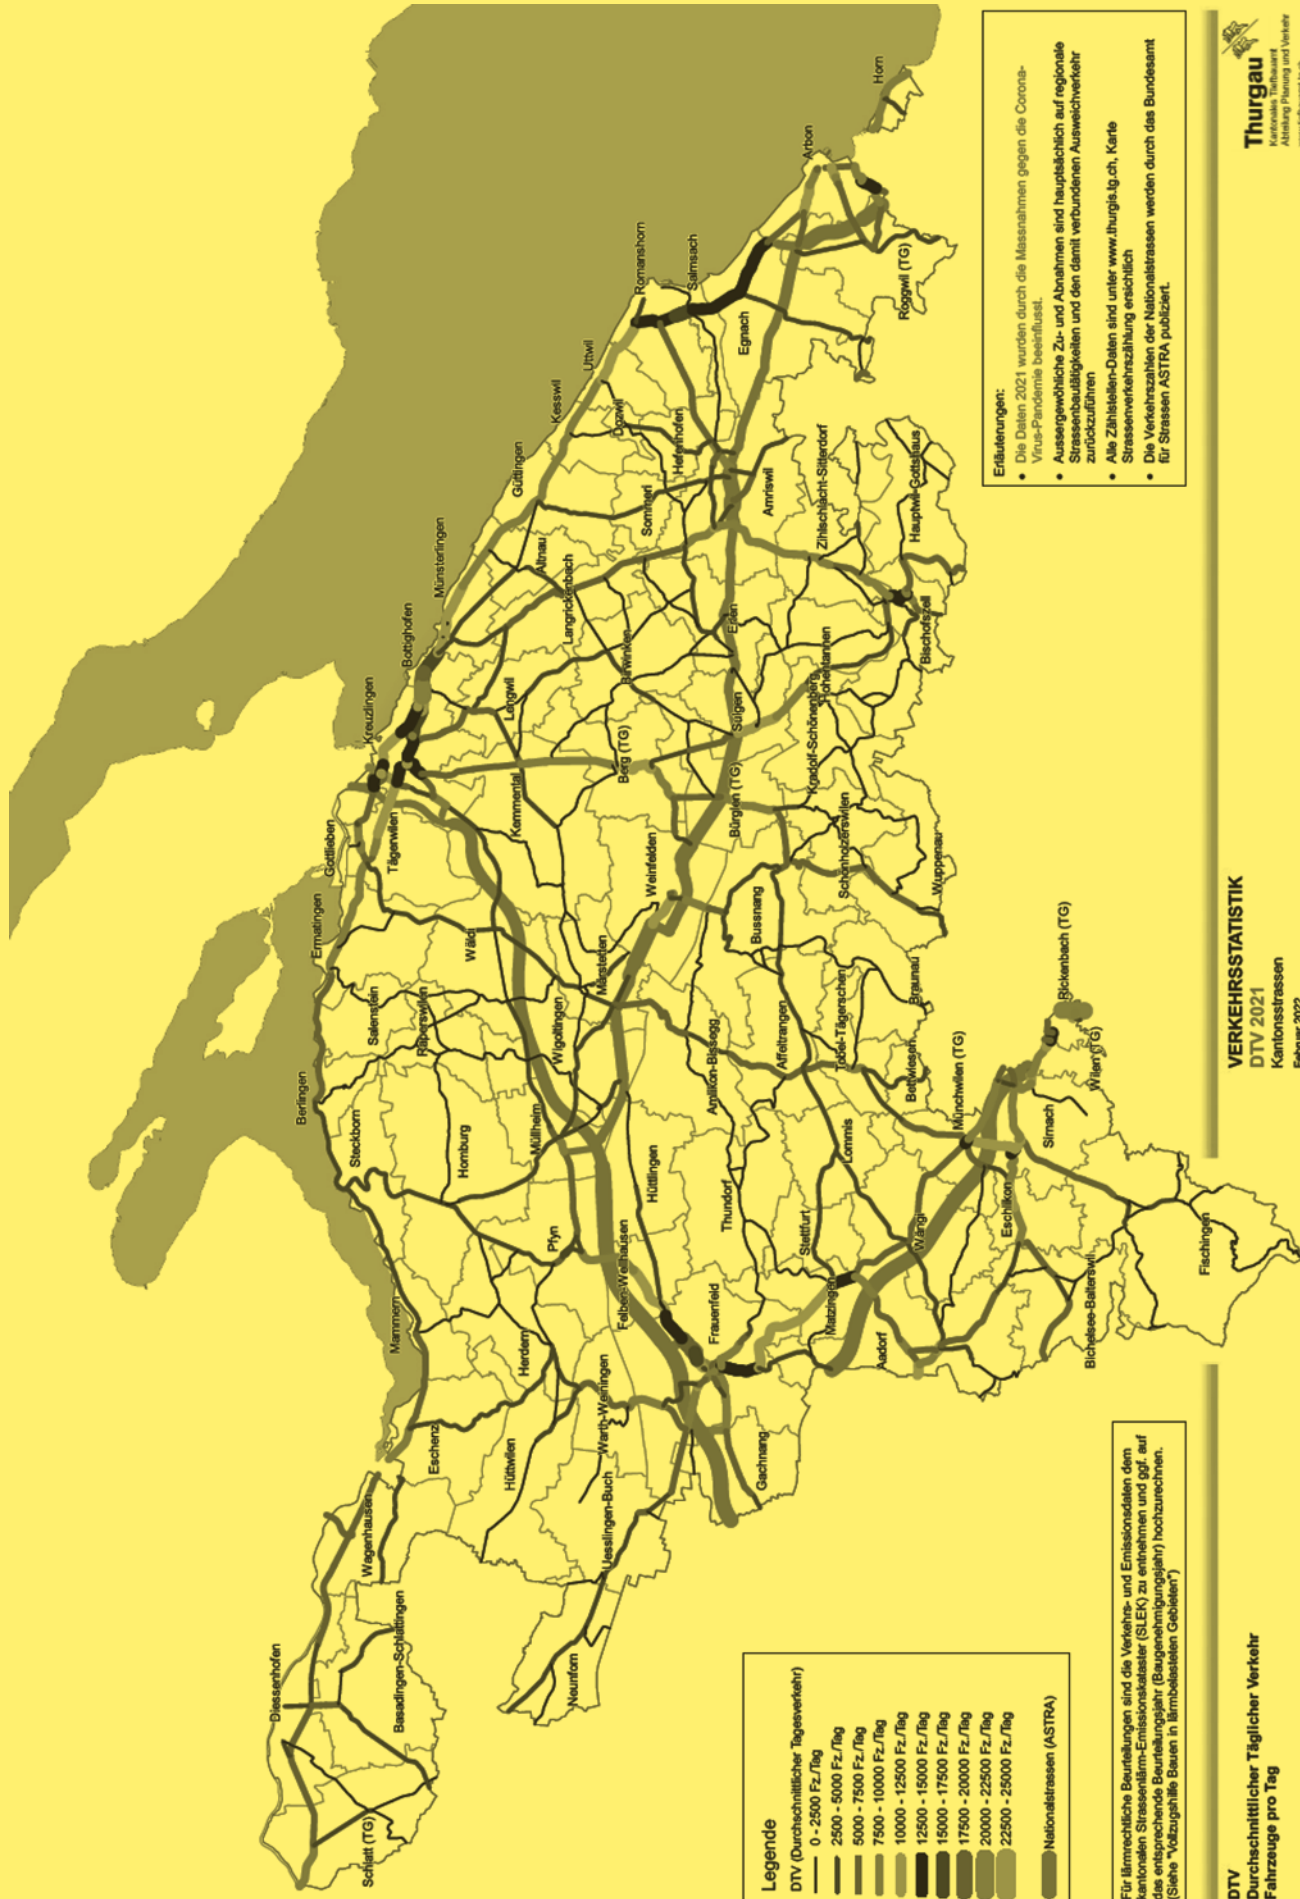 Horn
Arbon
Romanshorn
Salmsach
Roggwil (TG)
Egnach
Uttwil
Kesswil
Dozwil
Hefenhofen
Güttingen
Sommeri
Amriswil
Zihlschlacht-Sitterdorf
Hauptwil-Gottshaus
Münsterlingen
Altnau
Langrickenbach
Bottighofen
Erlen
Birwinken
Hohentannen
Bischofszell
Kreuzlingen
Lengwil
Sulgen
Kradolf-Schönenberg
Berg (TG)
Kemmental
Bürglen (TG)
Gottlieben
Tägerwilen
Weinfelden
Schönholzerswilen
Wuppenau
Ermatingen
Wäldi
Bussnang
Märstetten
Salenstein
Raperswilen
Wigoltingen
Amlikon-Bissegg
Affeltrangen
Tobel-Tägerschen
Braunau
Rickenbach (TG)
Berlingen
Bettwiesen
Wilen (TG)
Steckborn
Homburg
Müllheim
Hüttlingen
Lommis
Münchwilen (TG)
Sirnach
Pfyn
Thundorf
Stettfurt
Wängi
Eschlikon
Felben-Wellhausen
Fischingen
Mammern
Herdern
Frauenfeld
Matzingen
Aadorf
Bichelsee-Balterswil
Eschenz
Hüttwilen
Warth-Weiningen
Gachnang
Uesslingen-Buch
Wagenhausen
Diessenhofen
Basadingen-Schlattingen
Neunforn
Schlatt (TG)
Erläuterungen:
• Die Daten 2021 wurden durch die Massnahmen gegen die Corona-
Virus-Pandemie beeinflusst.
• Aussergewöhliche Zu- und Abnahmen sind hauptsächlich auf regionale
Strassenbautätigkeiten und den damit verbundenen Ausweichverkehr
zurückzuführen
• Alle Zählstellen-Daten sind unter www.thurgis.tg.ch, Karte
Strassenverkehrszählung ersichtlich
• Die Verkehrszahlen der Nationalstrassen werden durch das Bundesamt
für Strassen ASTRA publiziert.
Legende
DTV (Durchschnittlicher Tagesverkehr)
0 - 2500 Fz./Tag
2500 - 5000 Fz./Tag
5000 - 7500 Fz./Tag
7500 - 10000 Fz./Tag
10000 - 12500 Fz./Tag
12500 - 15000 Fz./Tag
15000 - 17500 Fz./Tag
17500 - 20000 Fz./Tag
20000 - 22500 Fz./Tag
22500 - 25000 Fz./Tag
Nationalstrassen (ASTRA)
Für lärmrechtliche Beurteilungen sind die Verkehrs- und Emissionsdaten dem
kantonalen Strassenlärm-Emissionskataster (SLEK) zu entnehmen und ggf. auf
das entsprechende Beurteilungsjahr (Baugenehmigungsjahr) hochzurechnen.
(Siehe "Vollzugshilfe Bauen in lärmbelasteten Gebieten")
DTV
Durchschnittlicher Täglicher Verkehr
Fahrzeuge pro Tag
VERKEHRSSTATISTIK
DTV 2021
Kantonsstrassen
Februar 2022
Thurgau
Kantonales Tiefbauamt
Abteilung Planung und Verkehr